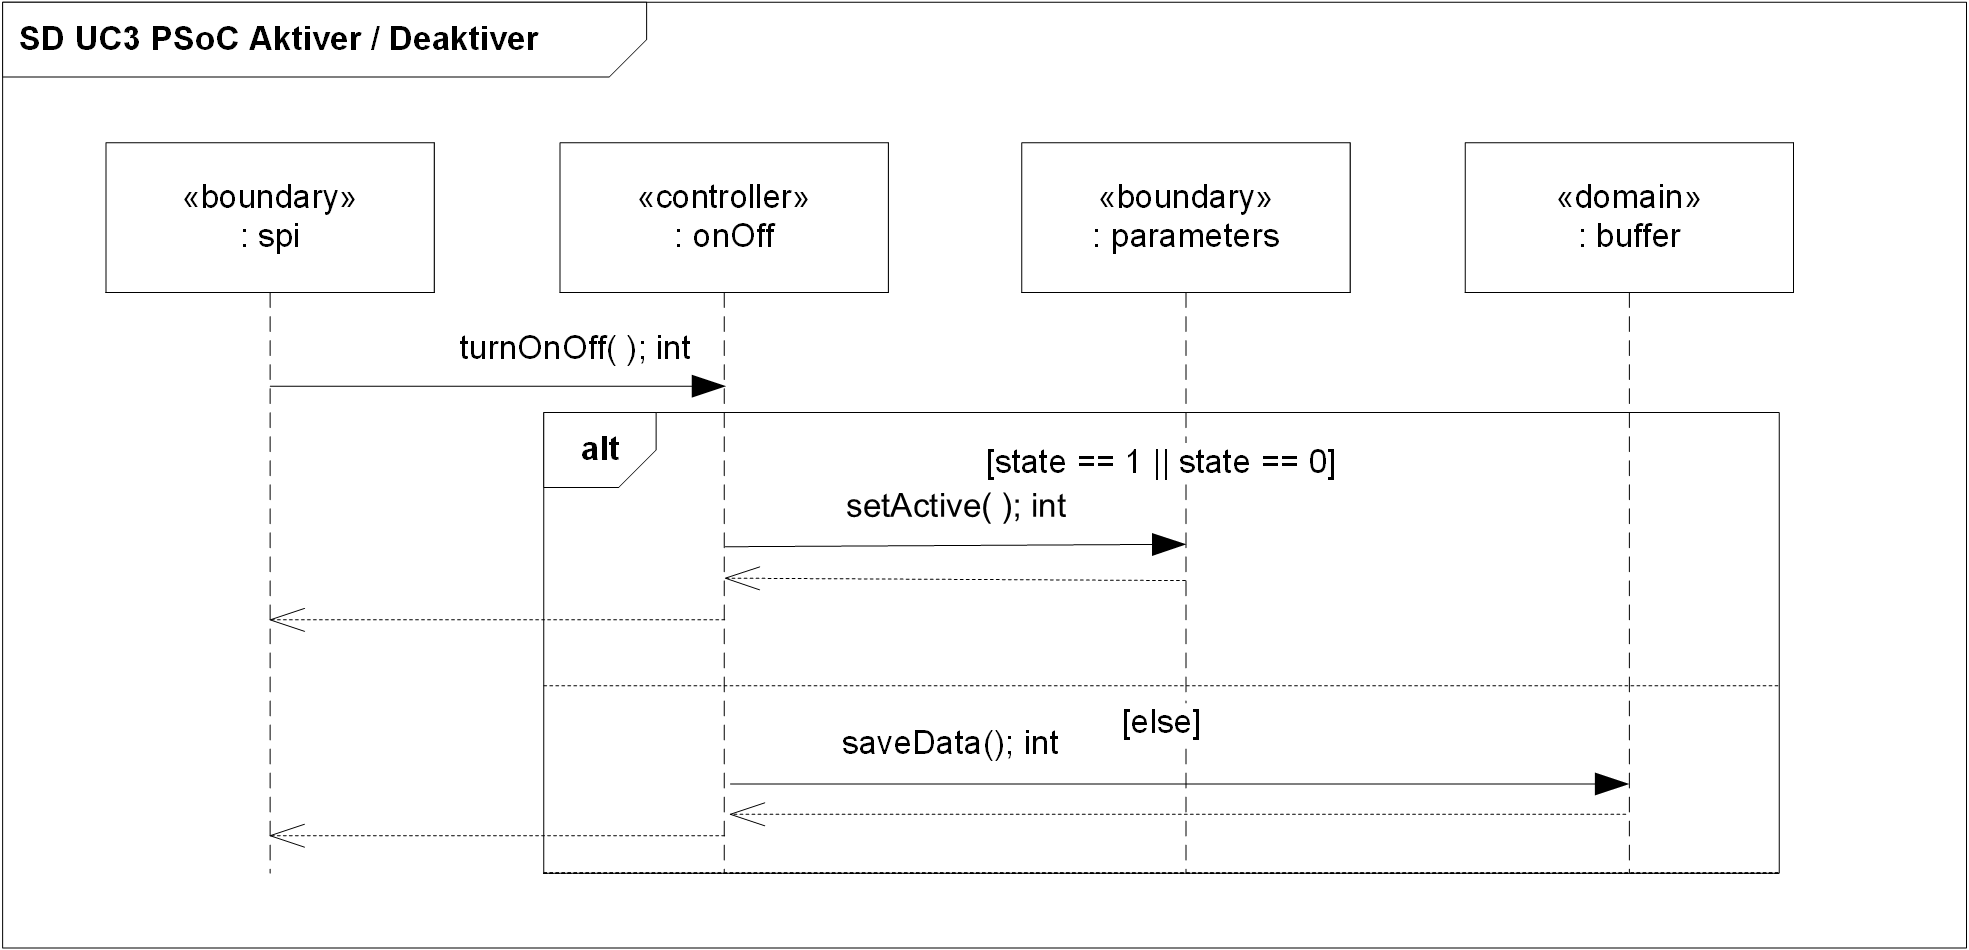 SD UC3 PSoC Aktiver / Deaktiver
«boundary»
: spi
«controller»
: onOff
«boundary»
: parameters
«domain»
: buffer
turnOnOff( ); int
alt
[state == 1 || state == 0]
setActive( ); int
[else]
saveData(); int